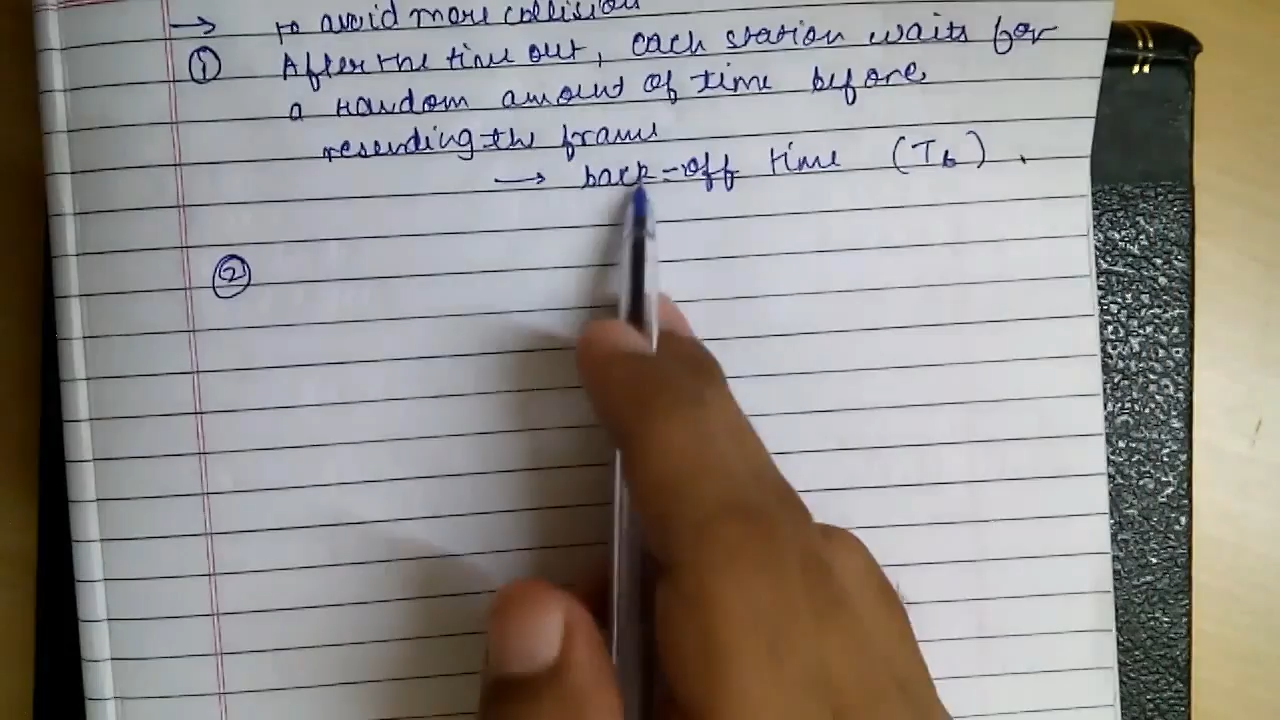 → to avoid more collision
① After the time out, each station waits for
a random amount of time before
resending the frame
→ back-off time (Tb).
②